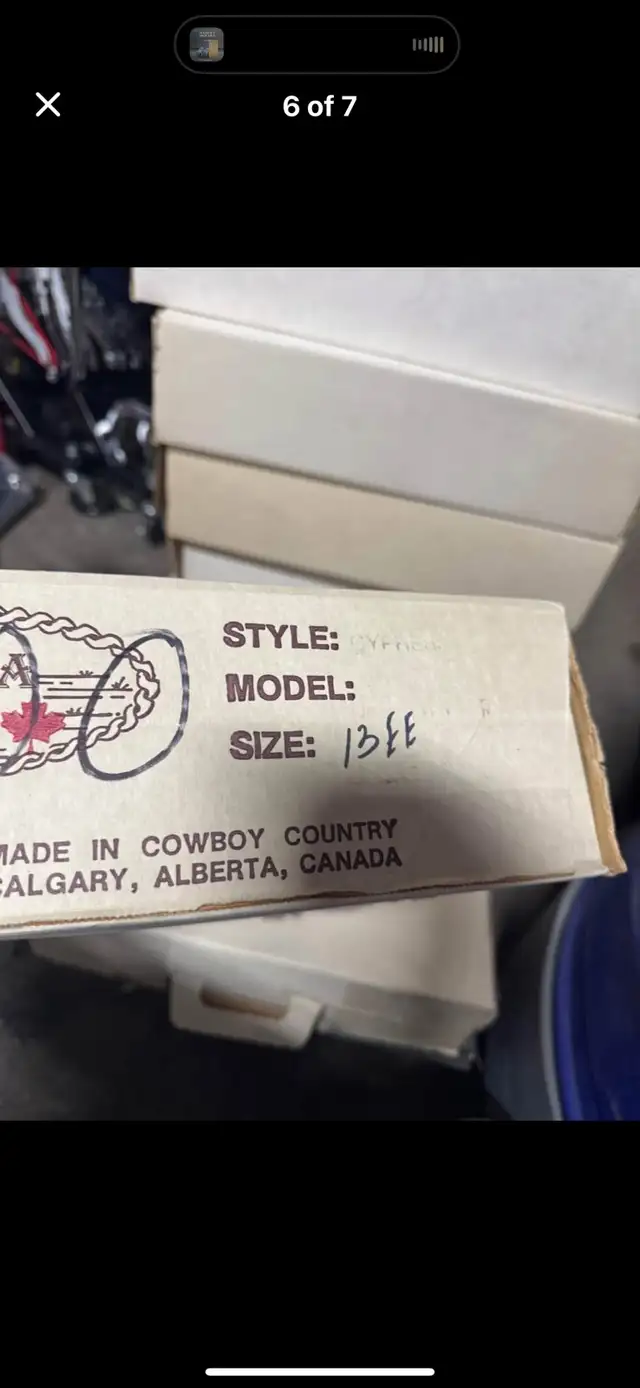 6 of 7
A
STYLE:
MODEL:
SIZE: 13EE
MADE IN COWBOY COUNTRY
CALGARY, ALBERTA, CANADA